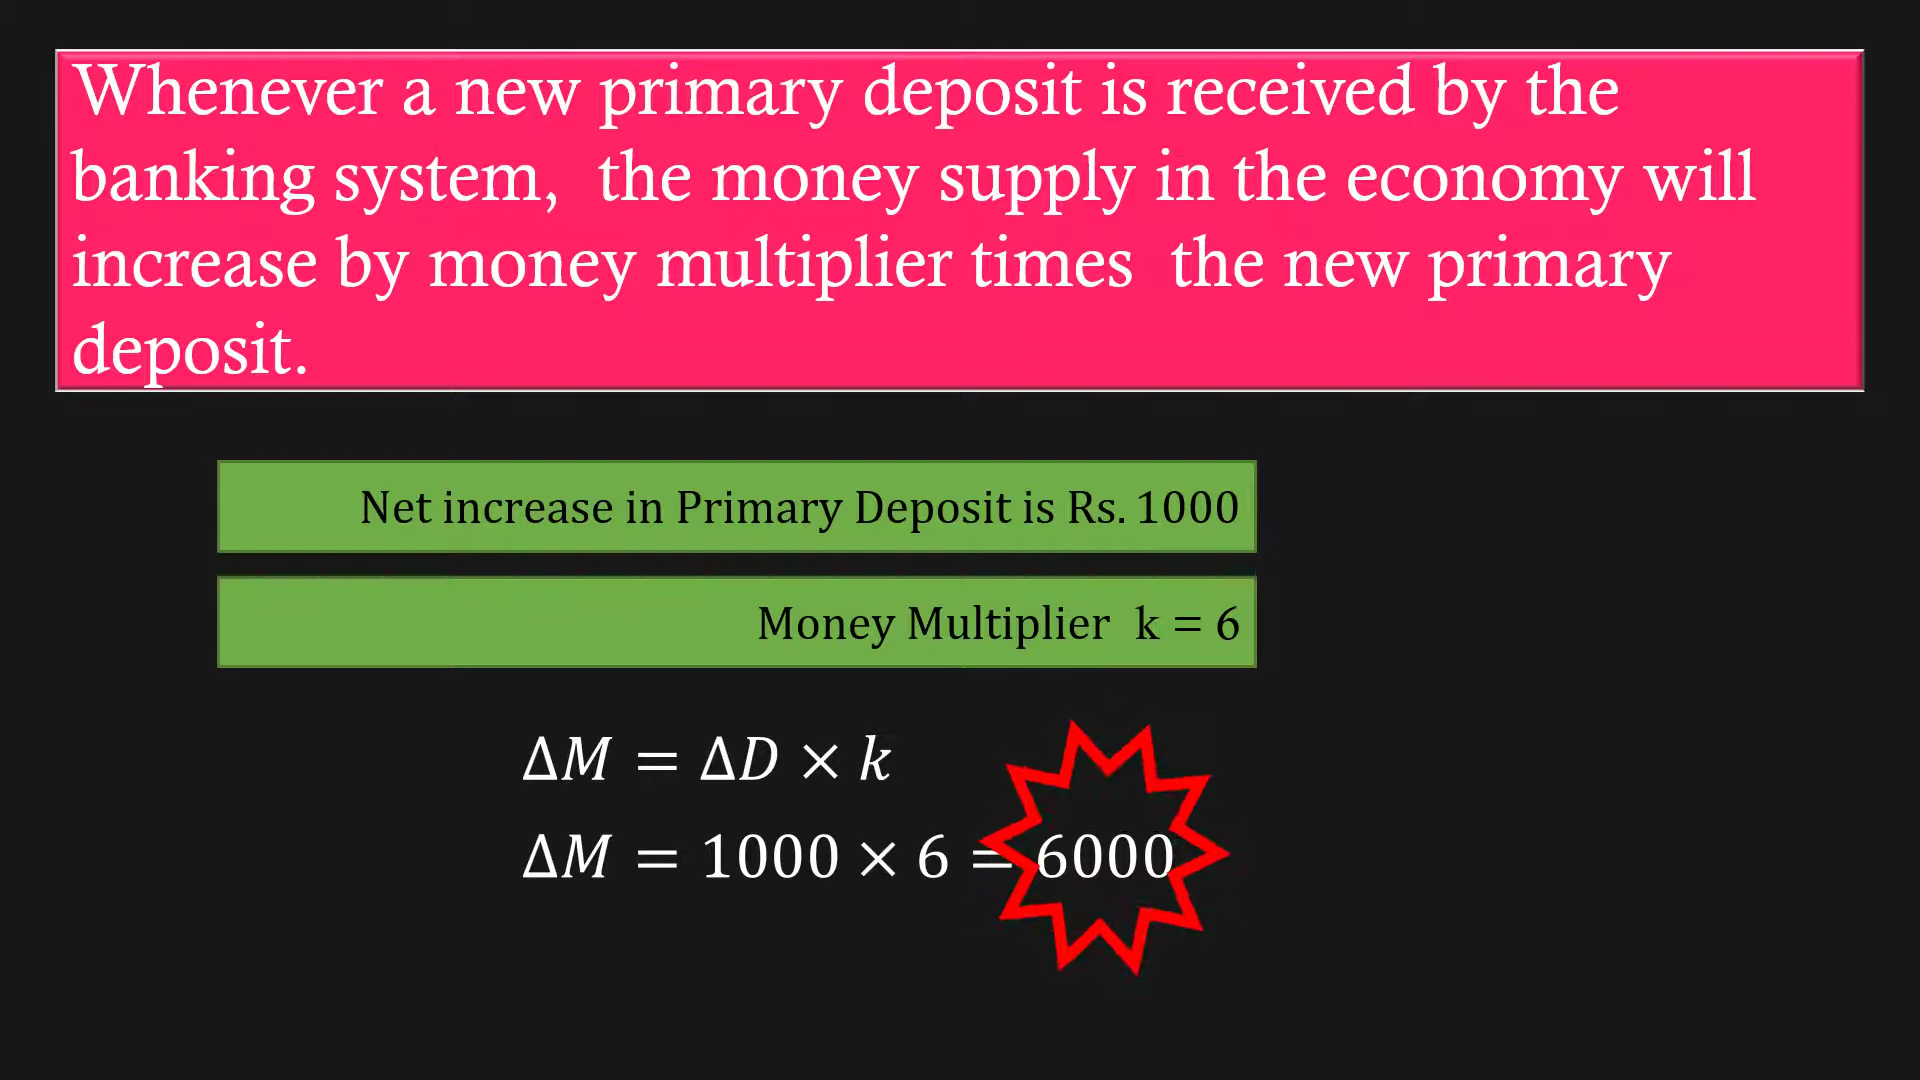 Whenever a new primary deposit is received by the
banking system,  the money supply in the economy will
increase by money multiplier times  the new primary
deposit.
Net increase in Primary Deposit is Rs. 1000
Money Multiplier  k = 6
Δ𝑀 = Δ𝐷 × 𝑘
Δ𝑀 = 1000 × 6 = 6000